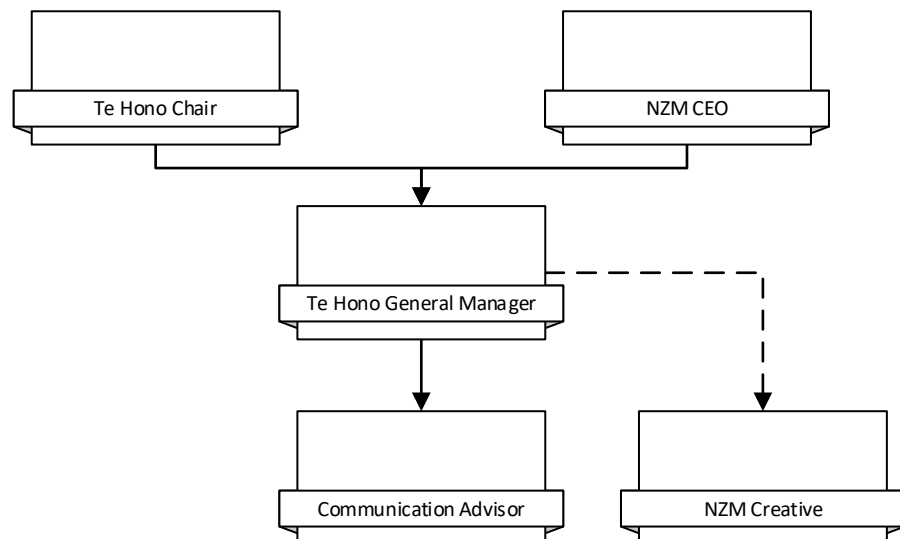 Te Hono Chair
NZM CEO
Te Hono General Manager
Communication Advisor
NZM Creative